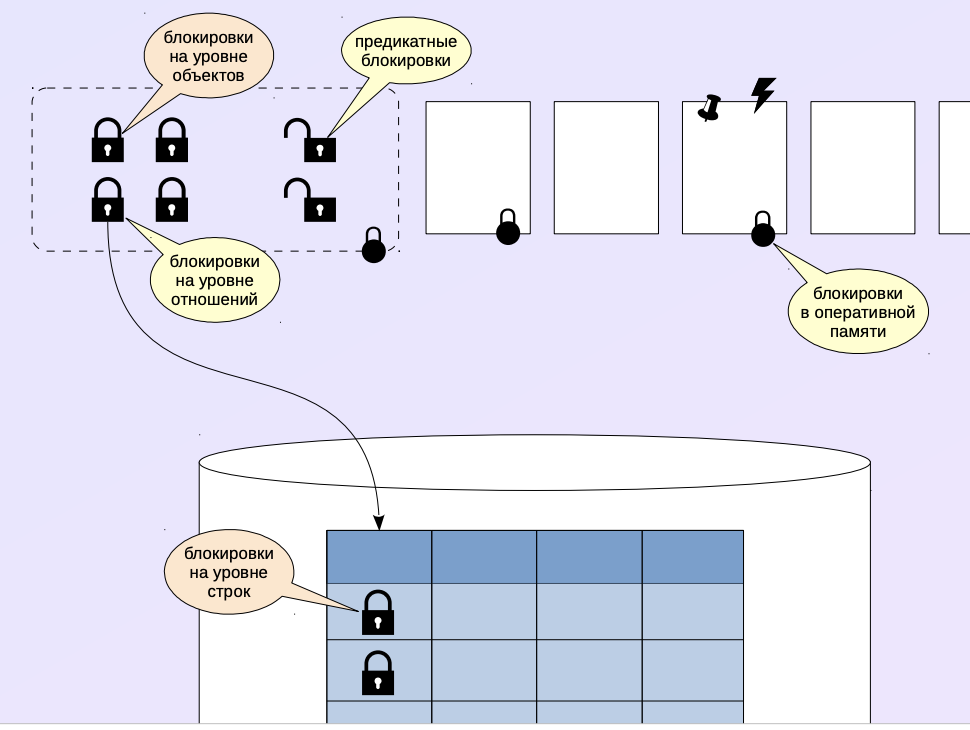 блокировки
на уровне
объектов
предикатные
блокировки
блокировки
на уровне
отношений
блокировки
в оперативной
памяти
блокировки
на уровне
строк